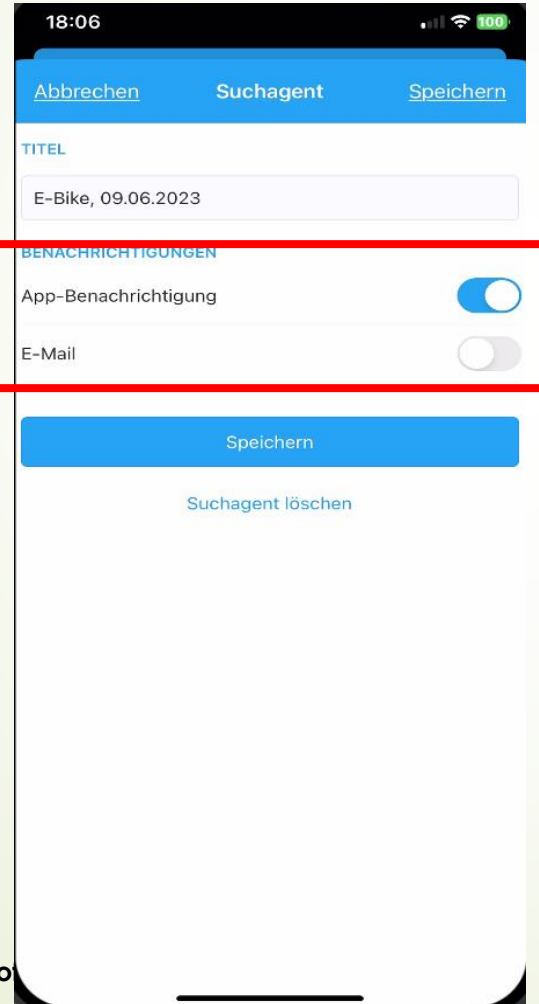 18:06 100
Abbrechen Suchagent Speichern
TITEL
E-Bike, 09.06.2023
BENACHRICHTIGUNGEN
App-Benachrichtigung
E-Mail
Speichern
Suchagent löschen